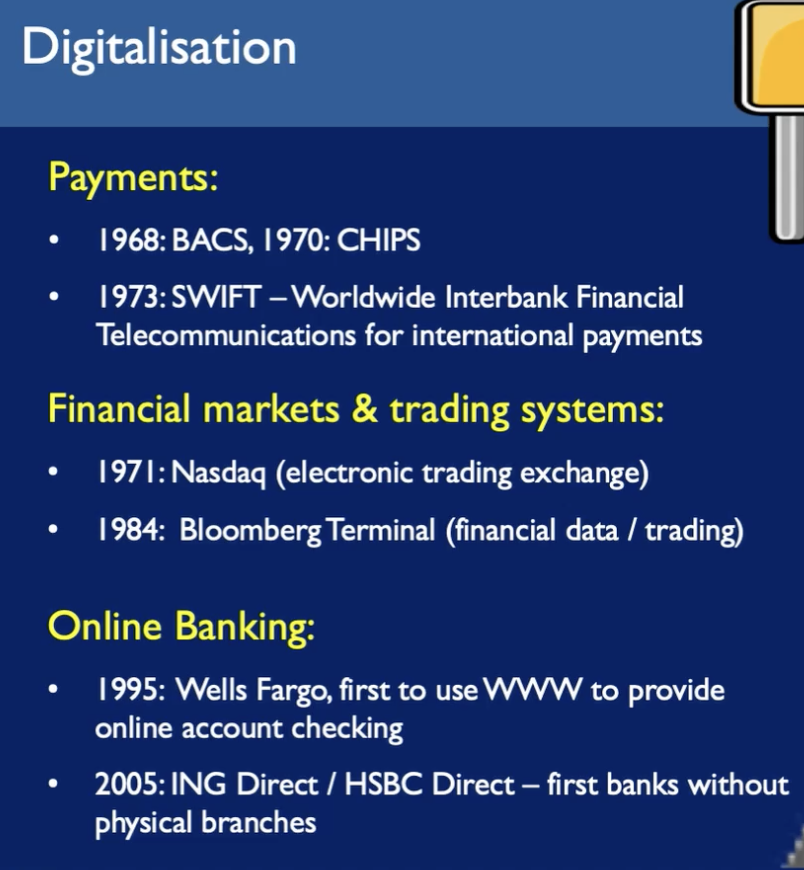 Digitalisation
Payments:
• 1968: BACS, 1970: CHIPS
• 1973: SWIFT – Worldwide Interbank Financial
Telecommunications for international payments
Financial markets & trading systems:
• 1971: Nasdaq (electronic trading exchange)
• 1984: Bloomberg Terminal (financial data / trading)
Online Banking:
• 1995: Wells Fargo, first to use WWW to provide
online account checking
• 2005: ING Direct / HSBC Direct – first banks without
physical branches